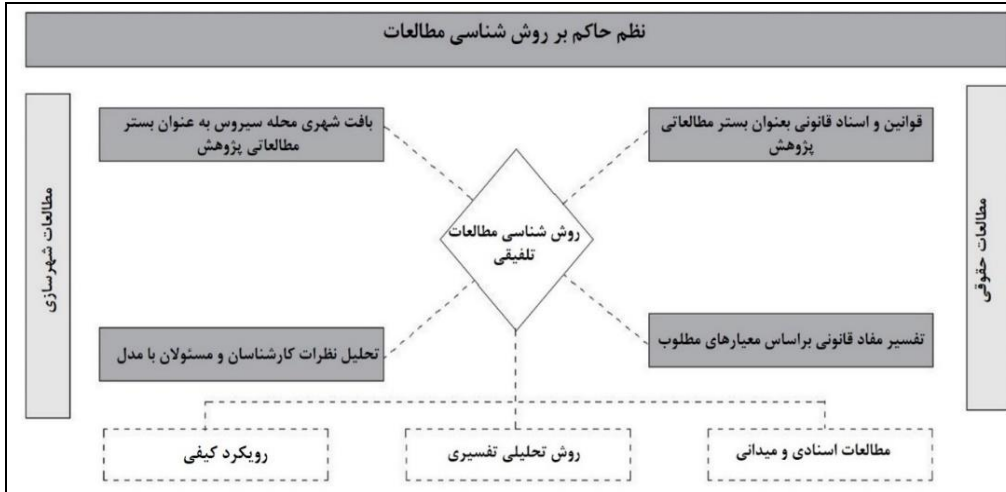 نظم حاکم بر روش شناسی مطالعات
مطالعات حقوقی
قوانین و اسناد قانونی بعنوان بستر مطالعاتی
پژوهش
بافت شهری محله سیروس به عنوان بستر
مطالعاتی پژوهش
مطالعات شهرسازی
روش شناسی مطالعات
تلفیقی
تفسیر مفاد قانونی براساس معیارهای مطلوب
تحلیل نظرات کارشناسان و مسئولان با مدل
مطالعات اسنادی و میدانی
روش تحلیلی تفسیری
رویکرد کیفی